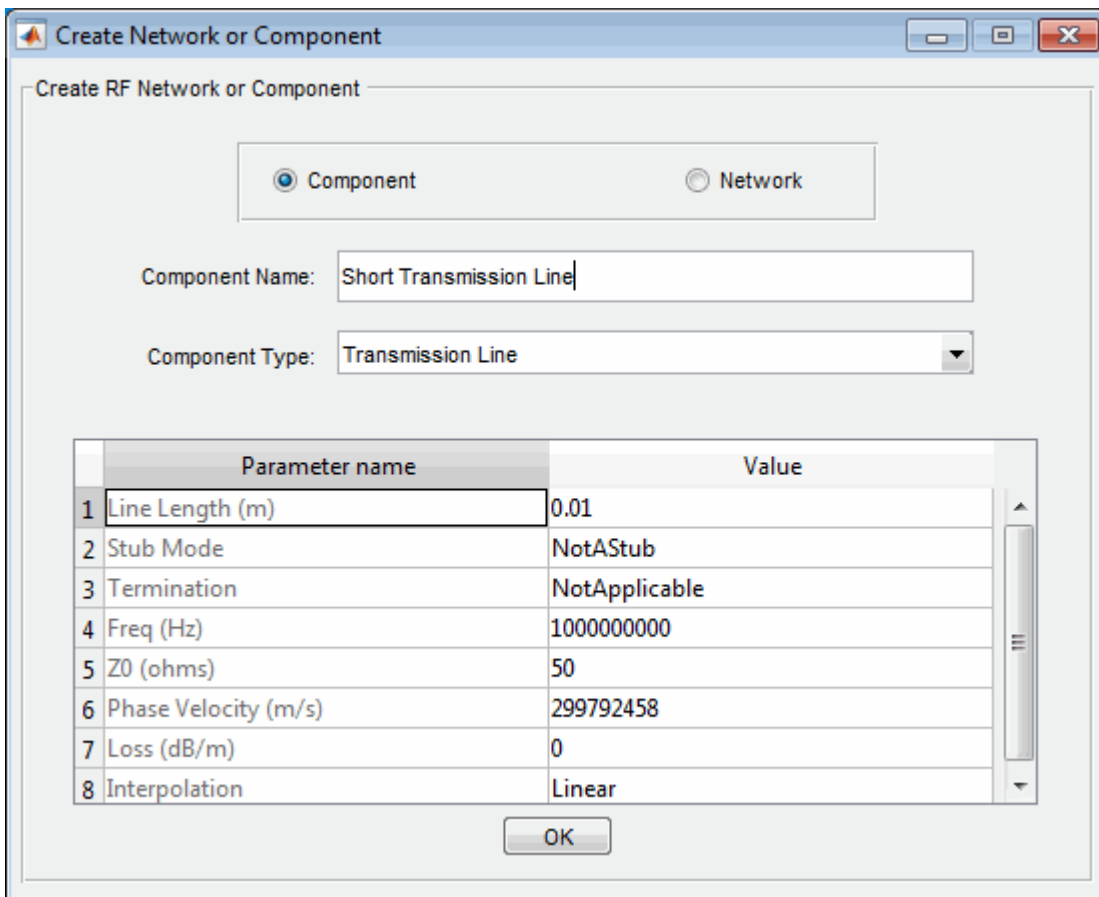 Create Network or Component
Create RF Network or Component
Component Network
Component Name: Short Transmission Line
Component Type: Transmission Line
Parameter name Value
1 Line Length (m) 0.01
2 Stub Mode NotAStub
3 Termination NotApplicable
4 Freq (Hz) 1000000000
5 Z0 (ohms) 50
6 Phase Velocity (m/s) 299792458
7 Loss (dB/m) 0
8 Interpolation Linear
OK